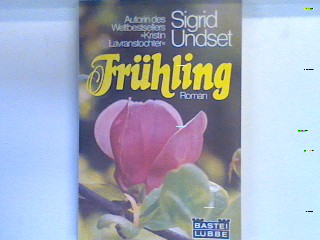 Autorin des
Weltbestsellers
»Kristin
Lavranstochter«
Sigrid
Undset
Frühling
Roman
BASTEI
LÜBBE